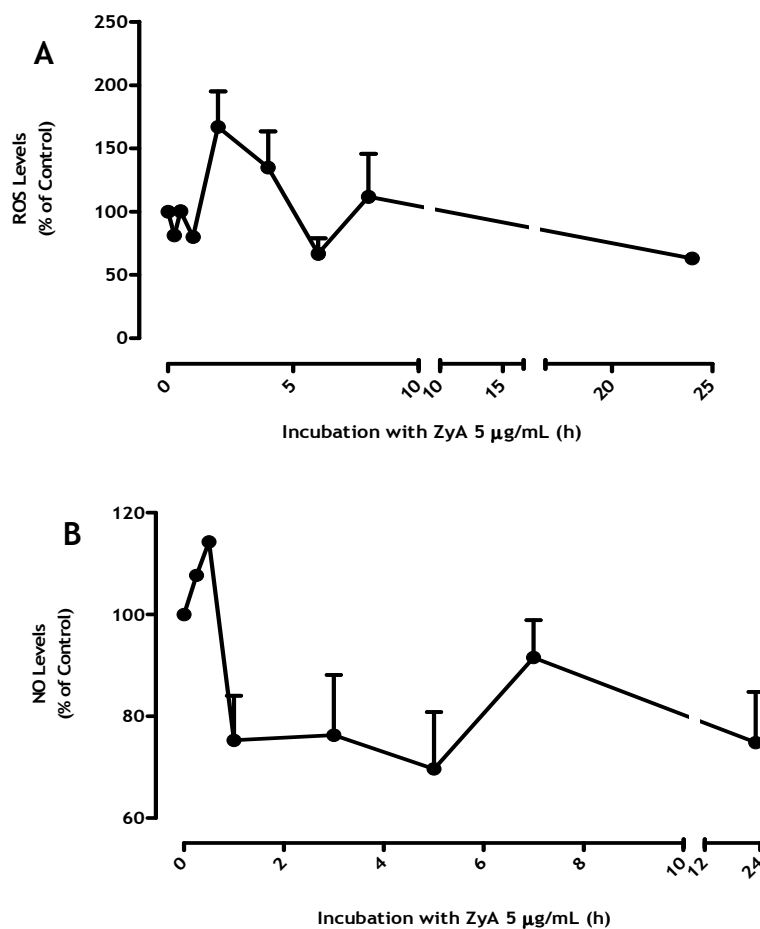 A
ROS Levels
(% of Control)
250
200
150
100
50
0
0 5 10 10 15 20 25
Incubation with ZyA 5 µg/mL (h)
B
NO Levels
(% of Control)
120
100
80
60
0 2 4 6 8 10 12 24
Incubation with ZyA 5 µg/mL (h)